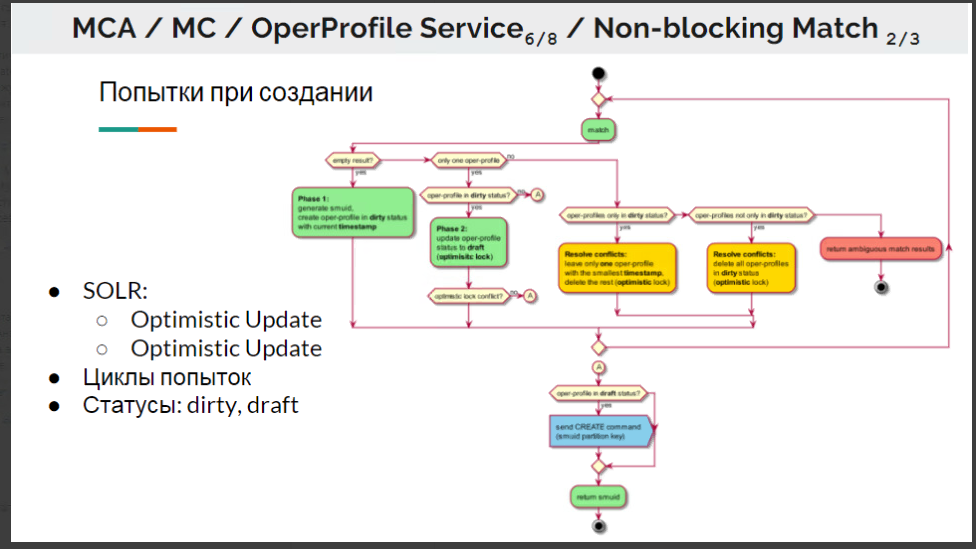 MCA / MC / OperProfile Service6/8 / Non-blocking Match 2/3
Попытки при создании
● SOLR:
○ Optimistic Update
○ Optimistic Update
● Циклы попыток
● Статусы: dirty, draft
match
empty result?
yes
only one oper-profile
no
yes
Phase 1:
generate smuid,
create oper-profile in dirty status
with current timestamp
oper-profile in dirty status?
no
A
yes
Phase 2:
update oper-profile
status to draft
(optimisitc lock)
optimistic lock conflict?
no
A
oper-profiles only in dirty status?
yes
oper-profiles not only in dirty status?
yes
Resolve conflicts:
leave only one oper-profile
with the smallest timestamp,
delete the rest (optimistic lock)
Resolve conflicts:
delete all oper-profiles
in dirty status
(optimistic lock)
return ambiguous match results
A
oper-profile in draft status?
yes
send CREATE command
(smuid partition key)
return smuid